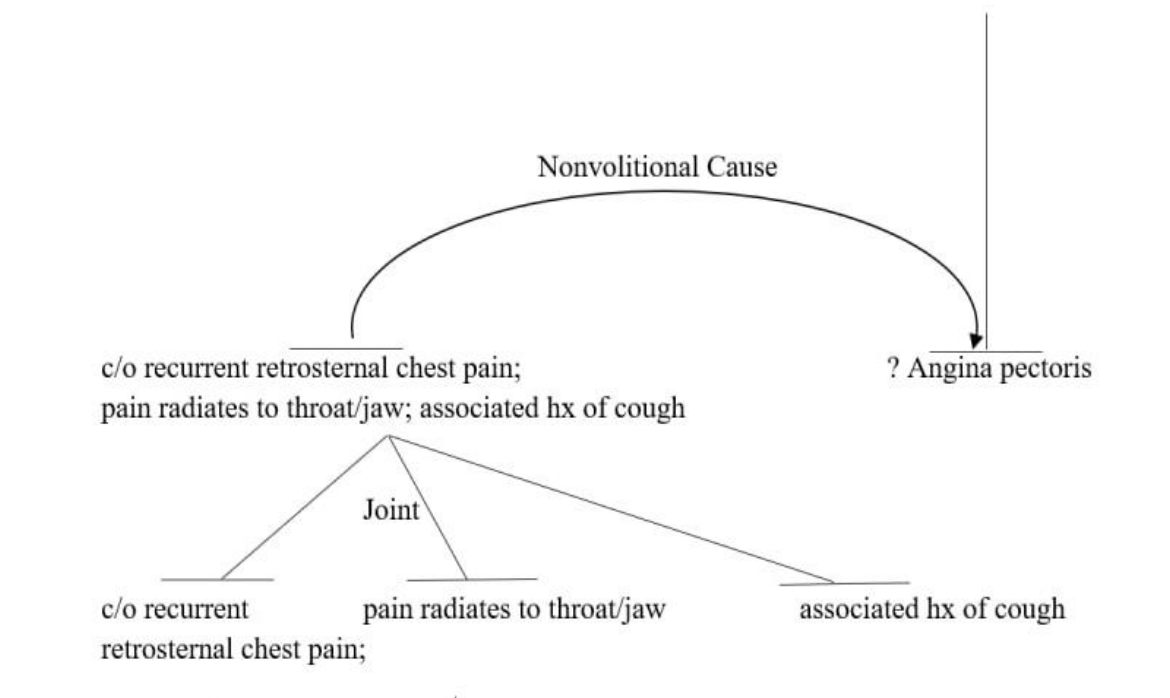 Nonvolitional Cause
c/o recurrent retrosternal chest pain;
pain radiates to throat/jaw; associated hx of cough
? Angina pectoris
Joint
c/o recurrent
retrosternal chest pain;
pain radiates to throat/jaw
associated hx of cough